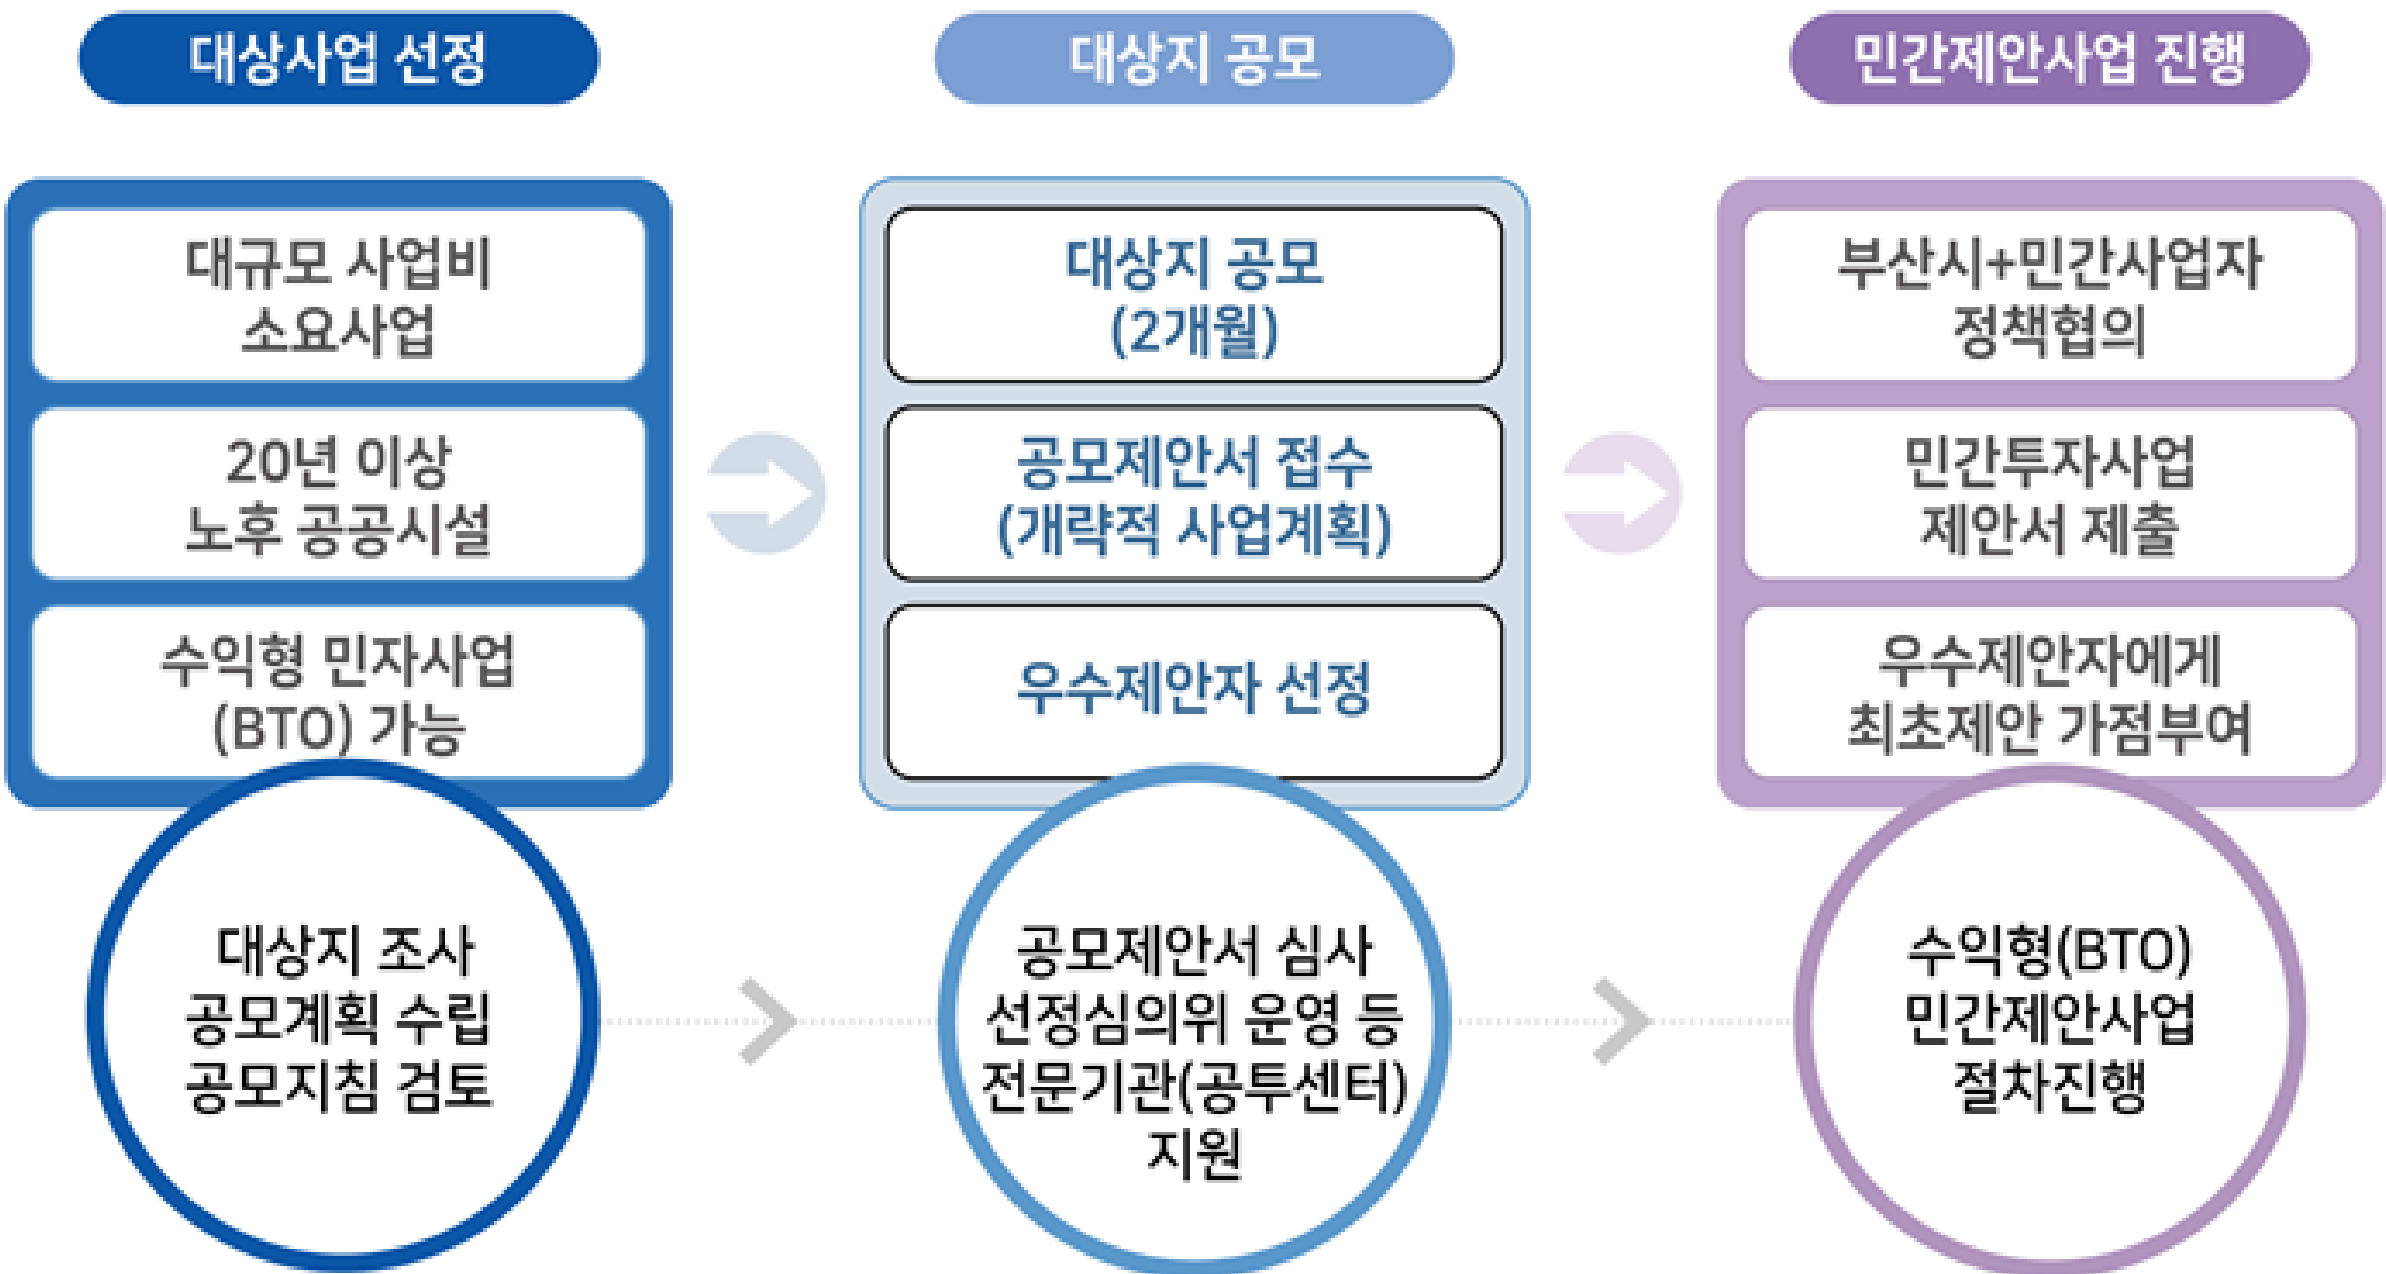 대상사업 선정
대규모 사업비
소요사업
20년 이상
노후 공공시설
수익형 민자사업
(BTO) 가능
대상지 조사
공모계획 수립
공모지침 검토
대상지 공모
대상지 공모
(2개월)
공모제안서 접수
(개략적 사업계획)
우수제안자 선정
공모제안서 심사
선정심의위 운영 등
전문기관(공투센터)
지원
민간제안사업 진행
부산시+민간사업자
정책협의
민간투자사업
제안서 제출
우수제안자에게
최초제안 가점부여
수익형(BTO)
민간제안사업
절차진행